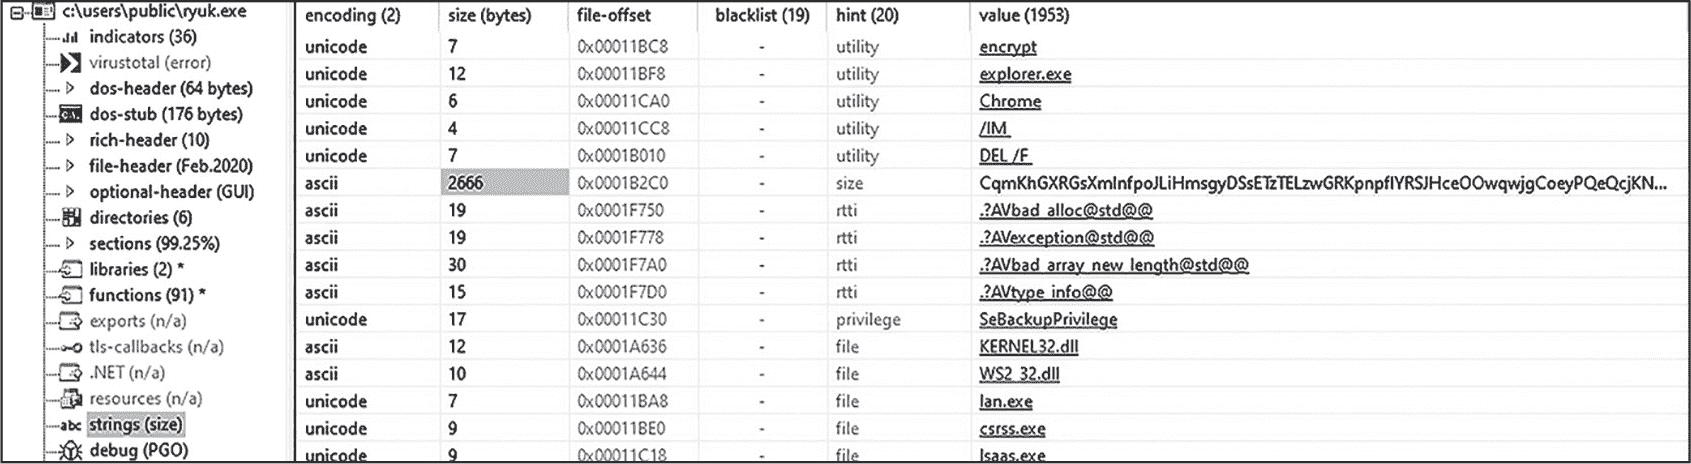 c:\users\public\ryuk.exe
indicators (36)
virustotal (error)
dos-header (64 bytes)
dos-stub (176 bytes)
rich-header (10)
file-header (Feb.2020)
optional-header (GUI)
directories (6)
sections (99.25%)
libraries (2) *
functions (91) *
exports (n/a)
tls-callbacks (n/a)
.NET (n/a)
resources (n/a)
abc strings (size)
debug (PGO)
encoding (2) size (bytes) file-offset blacklist (19) hint (20) value (1953)
unicode 7 0x00011BC8 - utility encrypt
unicode 12 0x00011BF8 - utility explorer.exe
unicode 6 0x00011CA0 - utility Chrome
unicode 4 0x00011CC8 - utility /IM
unicode 7 0x0001B010 - utility DEL /F
ascii 2666 0x0001B2C0 - size
ascii 19 0x0001F750 - rtti .?AVbad_alloc@std@@
ascii 19 0x0001F778 - rtti .?AVexception@std@@
ascii 30 0x0001F7A0 - rtti .?AVbad_array_new_length@std@@
ascii 15 0x0001F7D0 - rtti .?AVtype_info@@
unicode 17 0x00011C30 - privilege SeBackupPrivilege
ascii 12 0x0001A636 - file KERNEL32.dll
ascii 10 0x0001A644 - file WS2_32.dll
unicode 7 0x00011BA8 - file lan.exe
unicode 9 0x00011BE0 - file csrss.exe
unicode 9 0x00011C18 - file lsaas.exe